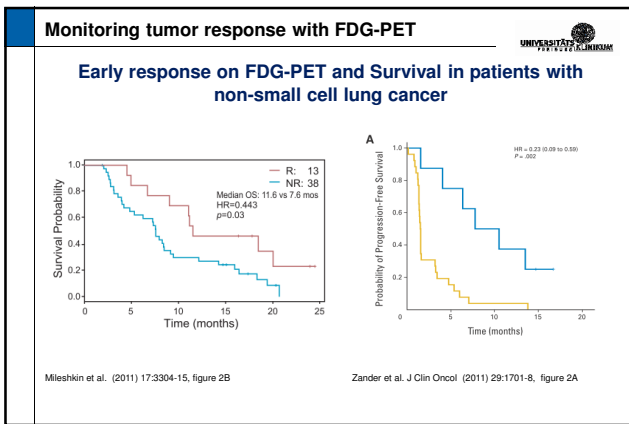 Monitoring tumor response with FDG-PET
UNIVERSITÄTS
FREIBURG KLINIKUM
Early response on FDG-PET and Survival in patients with
non-small cell lung cancer
Survival Probability
1.0
0.8
0.6
0.4
0.2
0.0
0 5 10 15 20 25
Time (months)
R: 13
NR: 38
Median OS: 11.6 vs 7.6 mos
HR=0.443
p=0.03
A
HR = 0.23 (0.09 to 0.59)
P = .002
Probability of Progression-Free Survival
1.0
0.8
0.6
0.4
0.2
0 5 10 15 20
Time (months)
Mileshkin et al. (2011) 17:3304-15, figure 2B
Zander et al. J Clin Oncol (2011) 29:1701-8, figure 2A